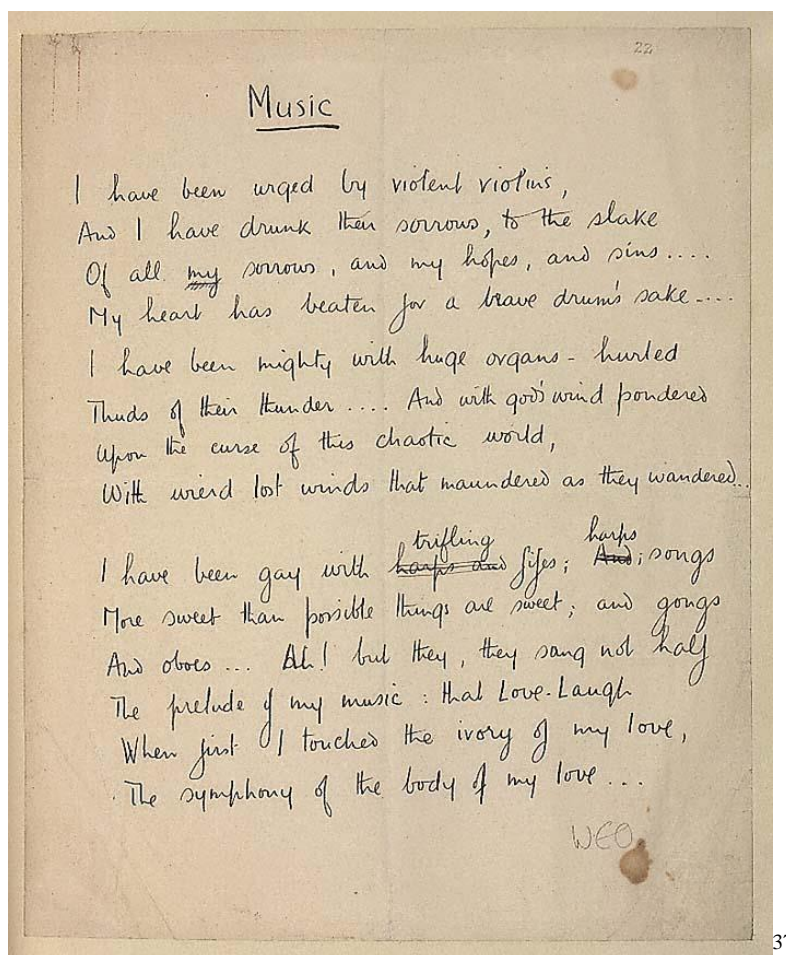 22
Music
I have been urged by violent violins,
And I have drunk their sorrows, to the slake
Of all my sorrows, and my hopes, and sins....
My heart has beaten for a brave drum's sake....
I have been mighty with huge organs - hurled
Thuds of their thunder.... And with god's wind pondered
Upon the curse of this chaotic world,
With wierd lost winds that maundered as they wandered...
trifling harps
I have been gay with harps and fifes; And; songs
More sweet than possible things are sweet; and gongs
And oboes... Ah! but they, they sang not half
The prelude of my music: that Love-Laugh
When first I touched the ivory of my love,
The symphony of the body of my love...
WEO
37